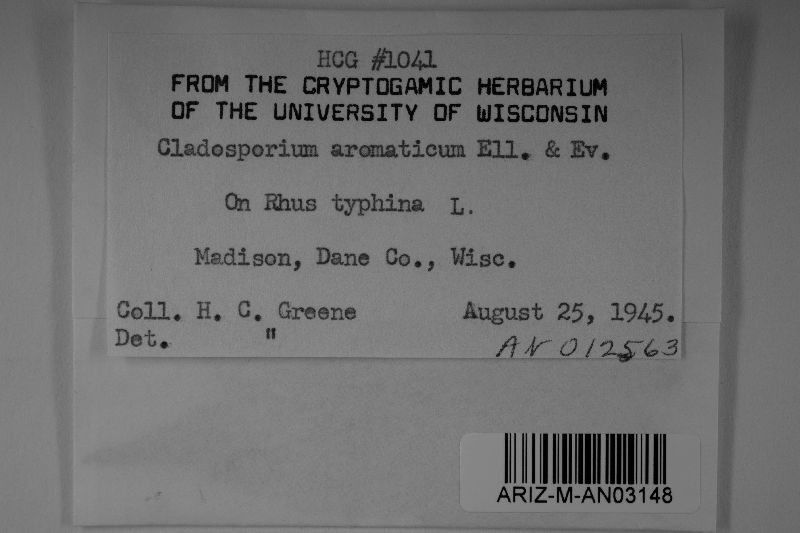 HCG #1041
FROM THE CRYPTOGAMIC HERBARIUM
OF THE UNIVERSITY OF WISCONSIN
Cladosporium aromaticum Ell. & Ev.
On Rhus typhina L.
Madison, Dane Co., Wisc.
Coll. H. C. Greene August 25, 1945.
Det. "
AN 012563
ARIZ-M-AN03148